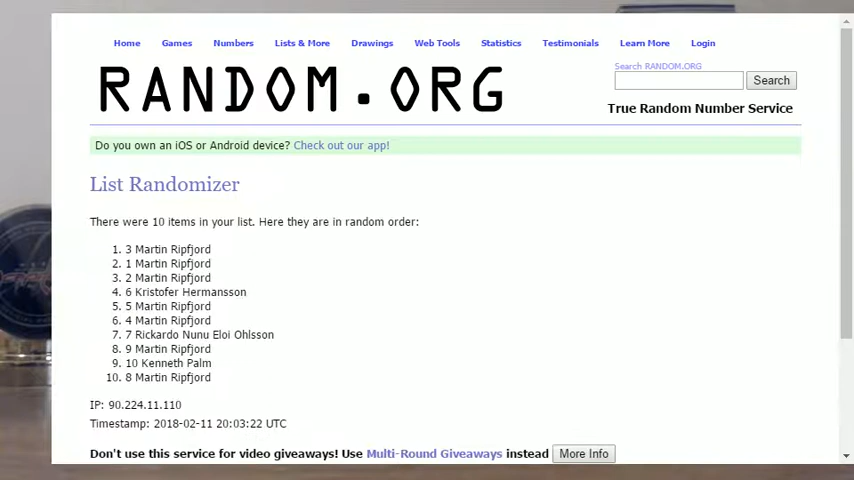 Home Games Numbers Lists & More Drawings Web Tools Statistics Testimonials Learn More Login
RANDOM.ORG
Search RANDOM.ORG
Search
True Random Number Service
Do you own an iOS or Android device? Check out our app!
List Randomizer
There were 10 items in your list. Here they are in random order:
1. 3 Martin Ripfjord
2. 1 Martin Ripfjord
3. 2 Martin Ripfjord
4. 6 Kristofer Hermansson
5. 5 Martin Ripfjord
6. 4 Martin Ripfjord
7. 7 Rickardo Nunu Eloi Ohlsson
8. 9 Martin Ripfjord
9. 10 Kenneth Palm
10. 8 Martin Ripfjord
IP: 90.224.11.110
Timestamp: 2018-02-11 20:03:22 UTC
Don't use this service for video giveaways! Use Multi-Round Giveaways instead More Info